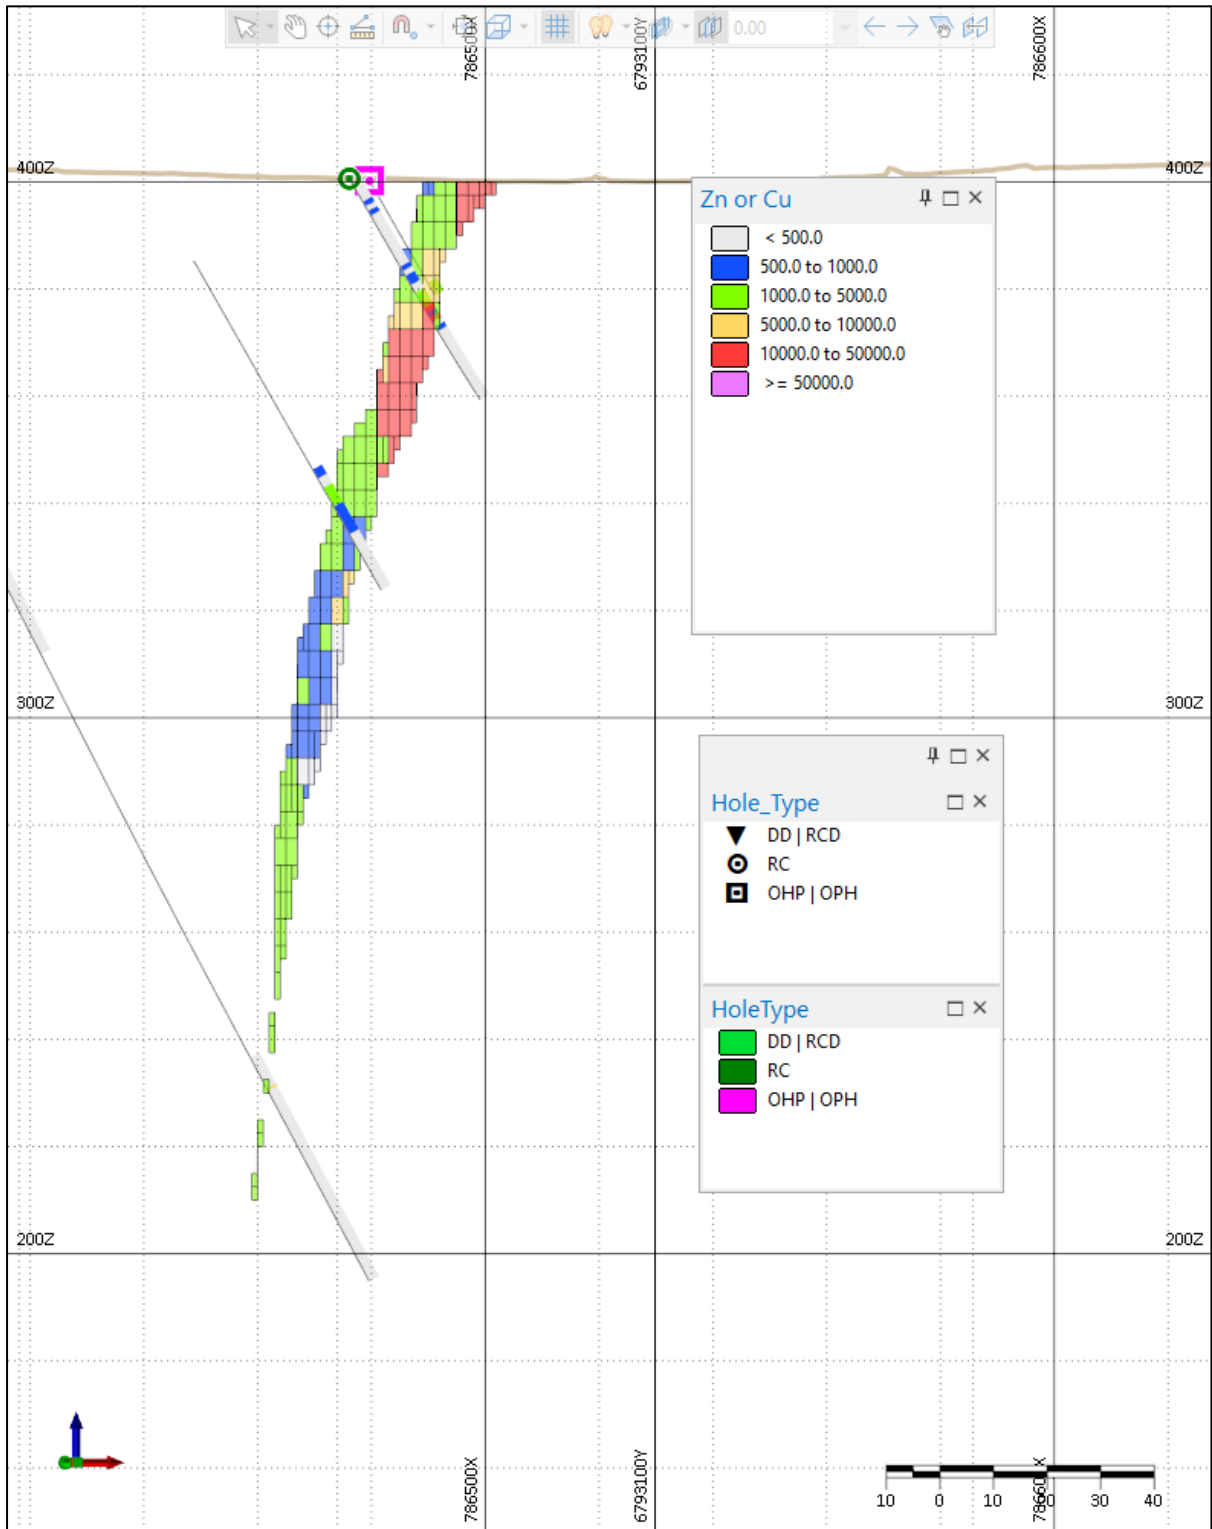 0.00
786500X
6793100Y
786600X
400Z
400Z
Zn or Cu
< 500.0
500.0 to 1000.0
1000.0 to 5000.0
5000.0 to 10000.0
10000.0 to 50000.0
>= 50000.0
300Z
300Z
Hole_Type
DD | RCD
RC
OHP | OPH
HoleType
DD | RCD
RC
OHP | OPH
200Z
200Z
786500X
6793100Y
786600X
10 0 10 20 30 40